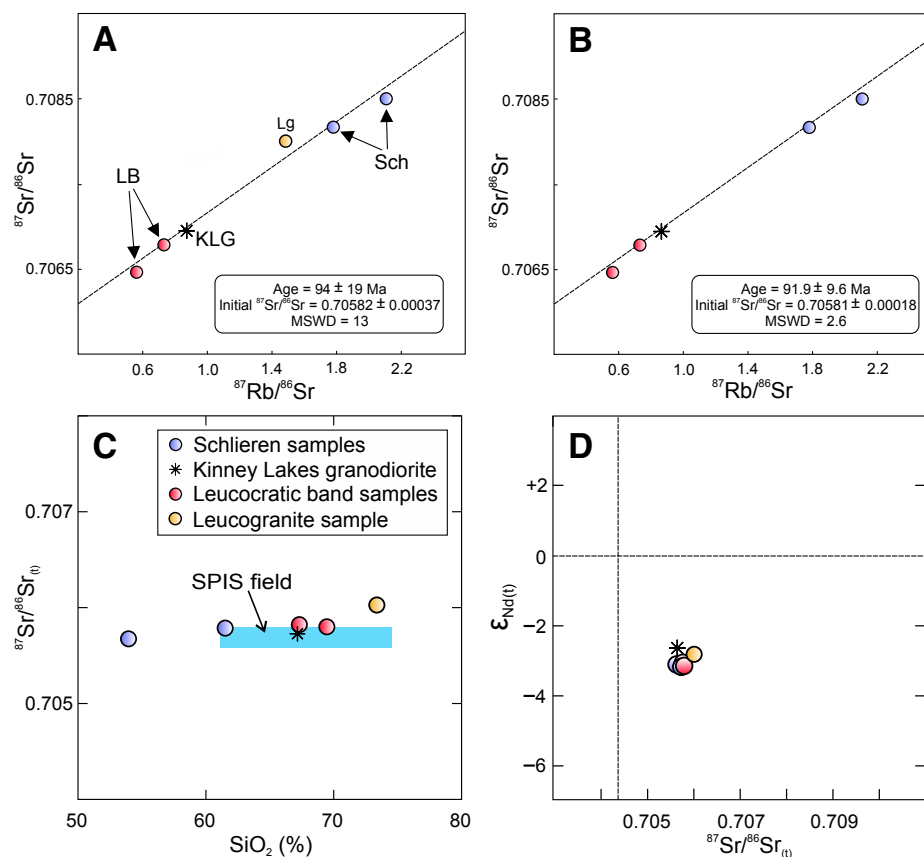 A
0.7085
0.7065
⁸⁷Sr/⁸⁶Sr
Lg
Sch
LB
KLG
Age = 94 ± 19 Ma
Initial ⁸⁷Sr/⁸⁶Sr = 0.70582 ± 0.00037
MSWD = 13
0.6 1.0 1.4 1.8 2.2
⁸⁷Rb/⁸⁶Sr
B
0.7085
0.7065
⁸⁷Sr/⁸⁶Sr
Age = 91.9 ± 9.6 Ma
Initial ⁸⁷Sr/⁸⁶Sr = 0.70581 ± 0.00018
MSWD = 2.6
0.6 1.0 1.4 1.8 2.2
⁸⁷Rb/⁸⁶Sr
C
Schlieren samples
Kinney Lakes granodiorite
Leucocratic band samples
Leucogranite sample
0.707
0.705
⁸⁷Sr/⁸⁶Sr(t)
SPIS field
50 60 70 80
SiO₂ (%)
D
+2
0
−2
−4
−6
εNd(t)
0.705 0.707 0.709
⁸⁷Sr/⁸⁶Sr(t)